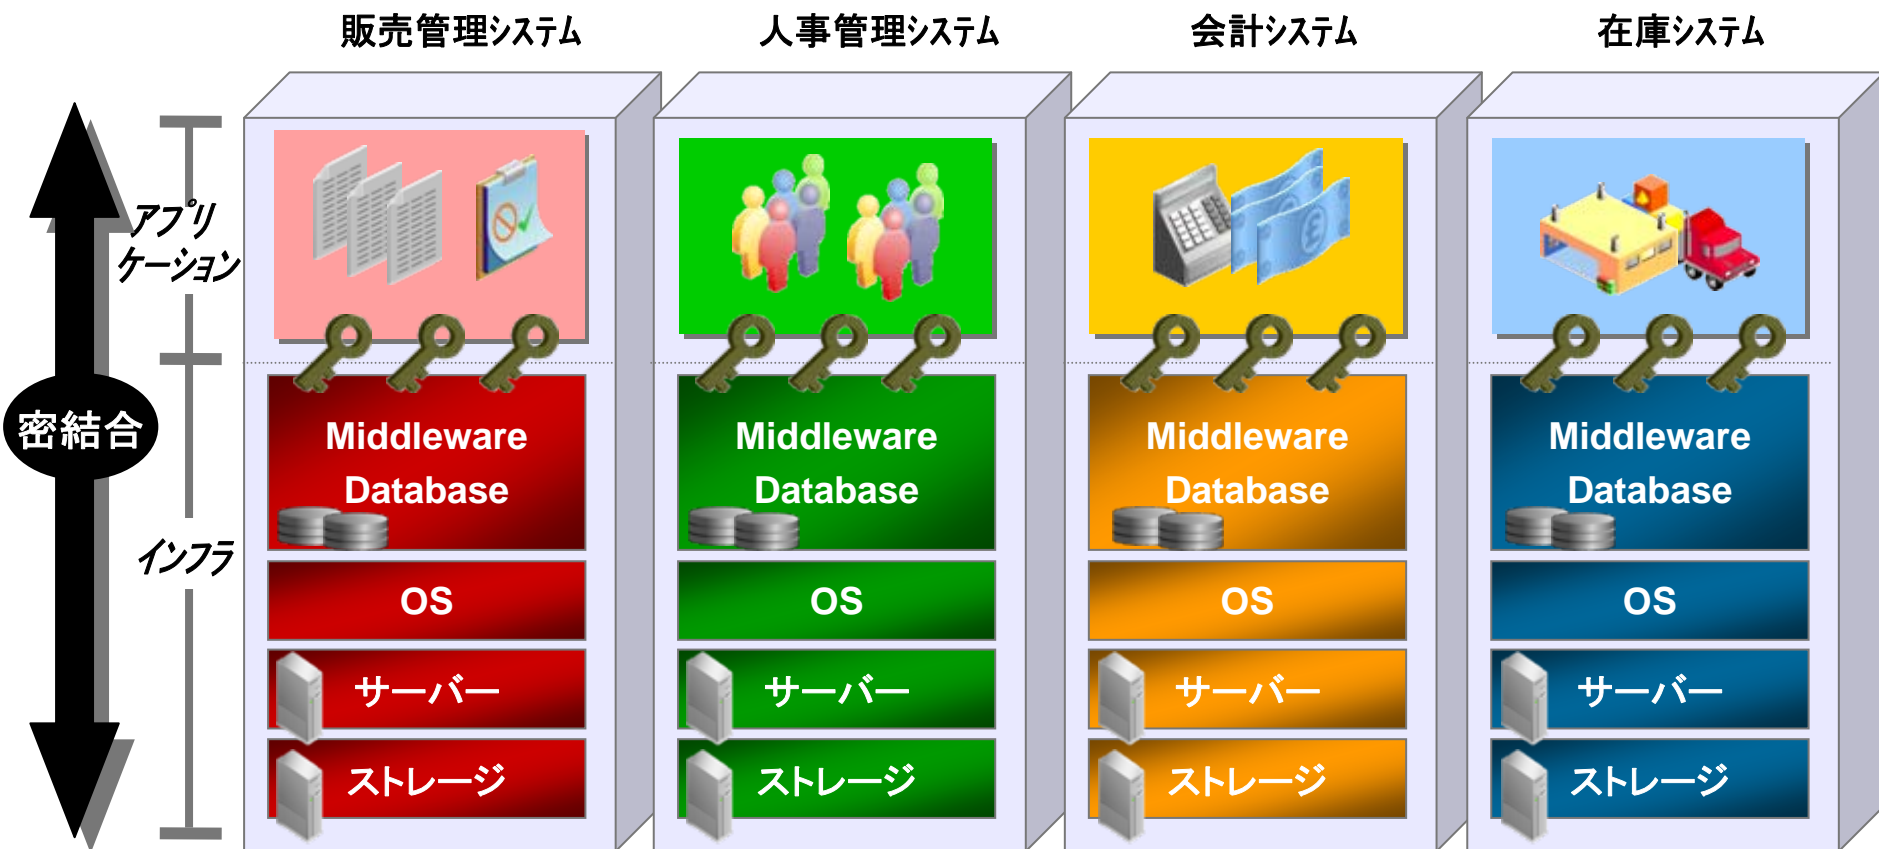 販売管理システム
人事管理システム
会計システム
在庫システム
アプリ
ケーション
密結合
インフラ
Middleware
Database
OS
サーバー
ストレージ
Middleware
Database
OS
サーバー
ストレージ
Middleware
Database
OS
サーバー
ストレージ
Middleware
Database
OS
サーバー
ストレージ